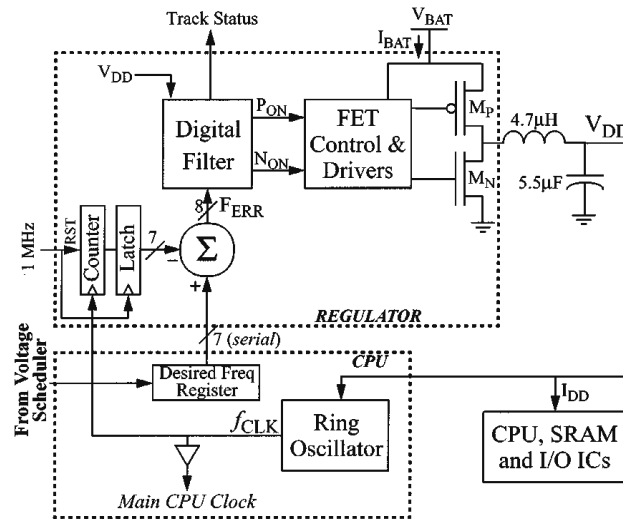 Track Status
V_BAT
I_BAT
V_DD
P_ON
N_ON
Digital
Filter
FET
Control &
Drivers
M_P
M_N
4.7µH
V_DD
5.5µF
8
F_ERR
1 MHz
RST
Counter
Latch
7
−
Σ
+
REGULATOR
7 (serial)
From Voltage
Scheduler
Desired Freq
Register
CPU
f_CLK
Ring
Oscillator
I_DD
CPU, SRAM
and I/O ICs
Main CPU Clock